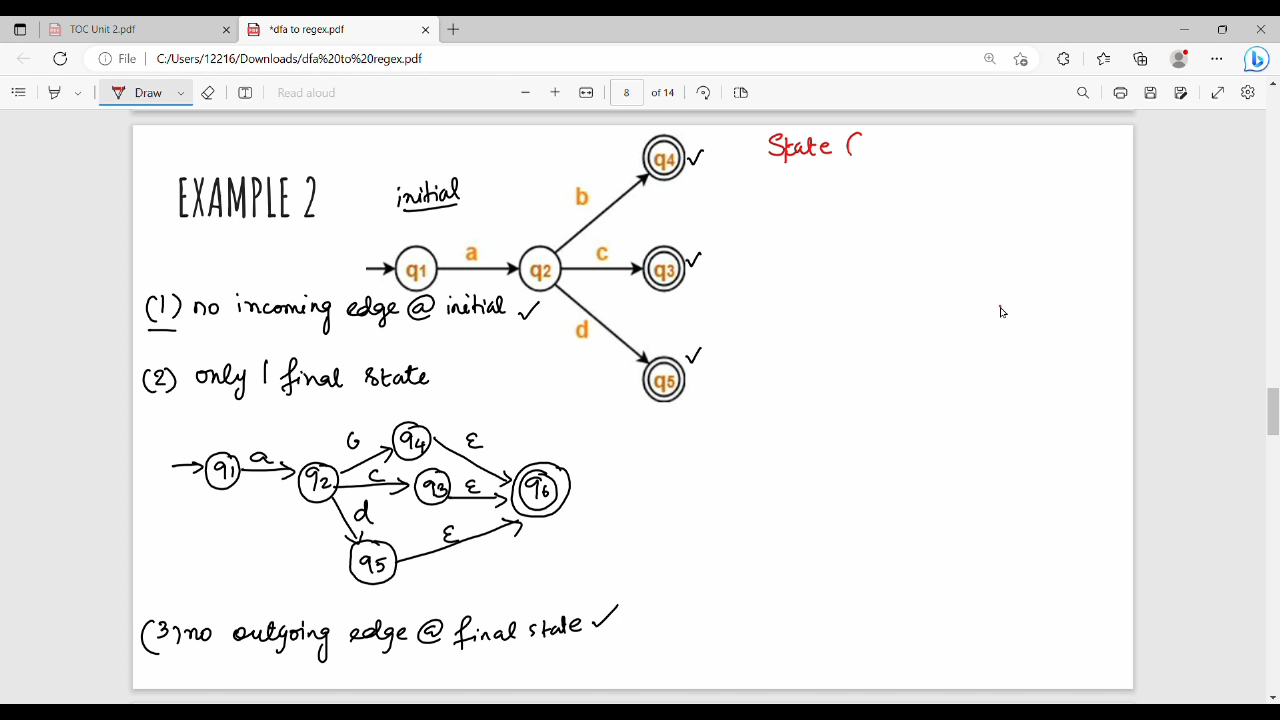 TOC Unit 2.pdf
*dfa to regex.pdf
File
C:/Users/12216/Downloads/dfa%20to%20regex.pdf
Draw
Read aloud
8
of 14
EXAMPLE 2
initial
q1
a
q2
b
q4
c
q3
d
q5
State (
(1) no incoming edge @ initial ✓
(2) only 1 final state
q1
a
q2
b
q4
ε
c
q3
ε
q6
d
q5
ε
(3) no outgoing edge @ final state ✓